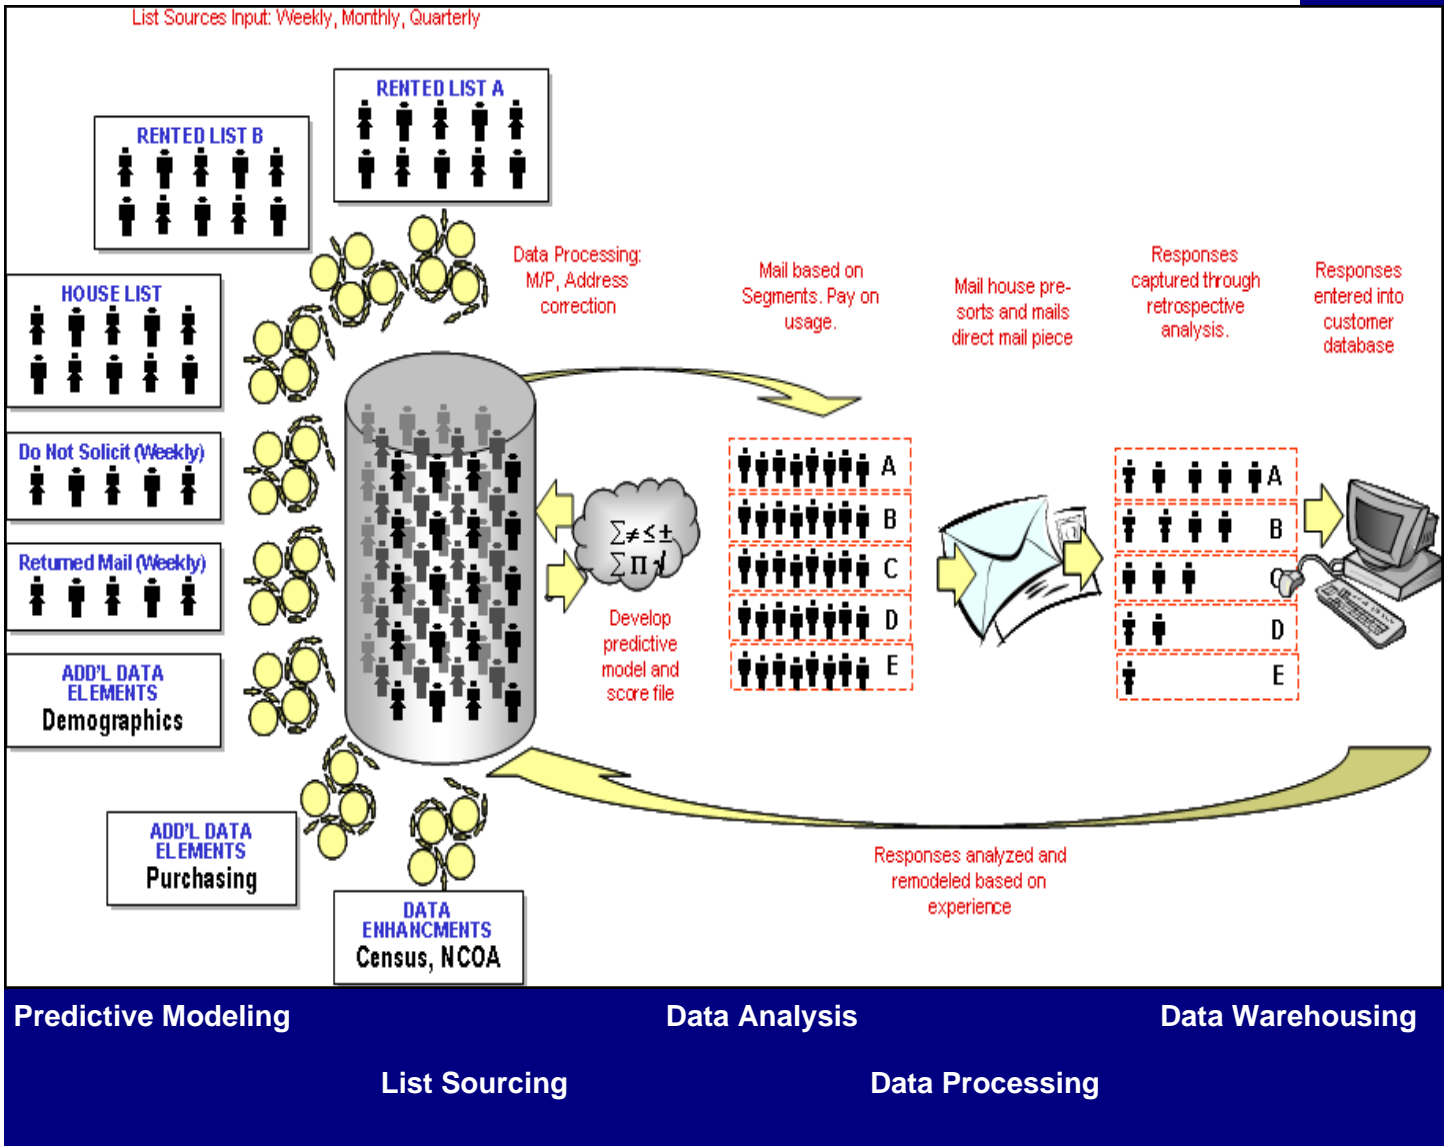 List Sources Input: Weekly, Monthly, Quarterly
RENTED LIST A
RENTED LIST B
HOUSE LIST
Do Not Solicit (Weekly)
Returned Mail (Weekly)
ADD'L DATA
ELEMENTS
Demographics
ADD'L DATA
ELEMENTS
Purchasing
DATA
ENHANCMENTS
Census, NCOA
Data Processing:
M/P, Address
correction
∑≠≤±
∑∏√
Develop
predictive
model and
score file
Mail based on
Segments. Pay on
usage.
A
B
C
D
E
Mail house pre-
sorts and mails
direct mail piece
Responses
captured through
retrospective
analysis.
A
B
C
D
E
Responses
entered into
customer
database
Responses analyzed and
remodeled based on
experience
Predictive Modeling
Data Analysis
Data Warehousing
List Sourcing
Data Processing